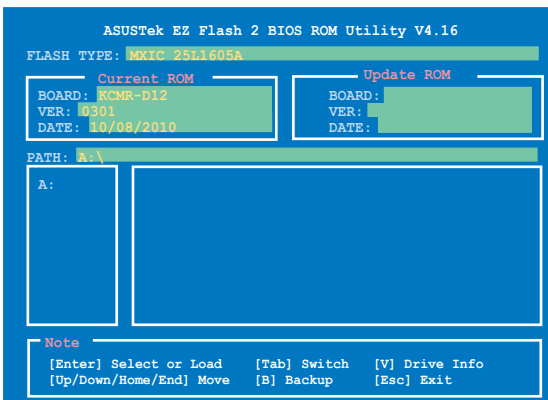 ASUSTek EZ Flash 2 BIOS ROM Utility V4.16
FLASH TYPE: MXIC 25L1605A
Current ROM
BOARD: KCMR-D12
VER: 0301
DATE: 10/08/2010
Update ROM
BOARD:
VER:
DATE:
PATH: A:\
A:
Note
[Enter] Select or Load [Tab] Switch [V] Drive Info
[Up/Down/Home/End] Move [B] Backup [Esc] Exit